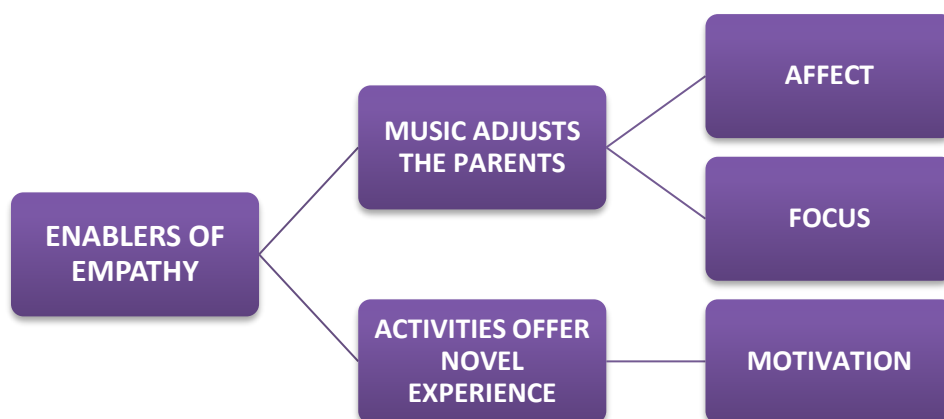 ENABLERS OF
EMPATHY
MUSIC ADJUSTS
THE PARENTS
AFFECT
FOCUS
ACTIVITIES OFFER
NOVEL
EXPERIENCE
MOTIVATION